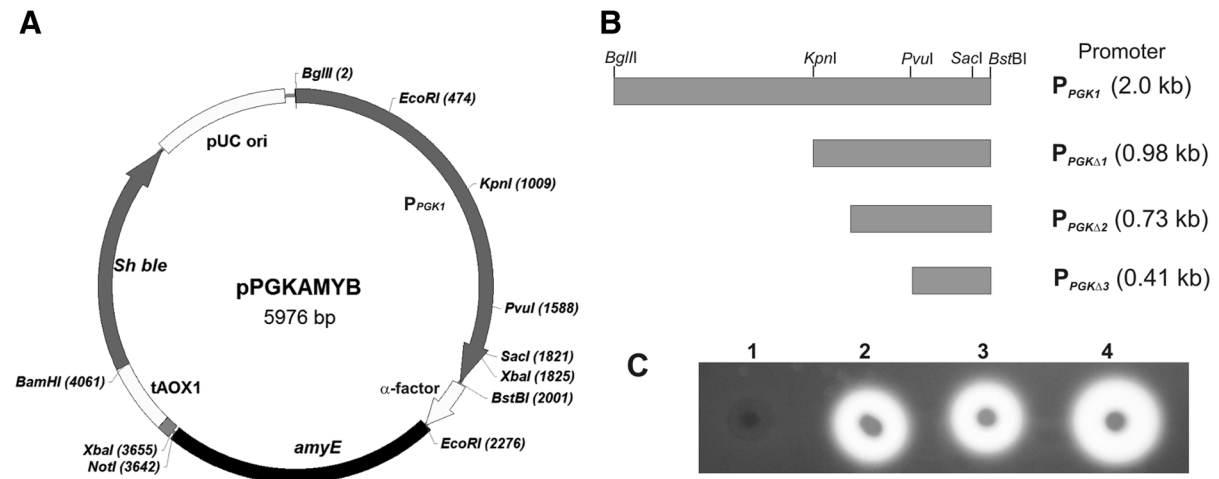 A
BglII (2)
EcoRI (474)
pUC ori
KpnI (1009)
PPGK1
Sh ble
pPGKAMYB
5976 bp
PvuI (1588)
SacI (1821)
XbaI (1825)
BamHI (4061)
tAOX1
α-factor
BstBI (2001)
XbaI (3655)
NotI (3642)
amyE
EcoRI (2276)
B
BglII KpnI PvuI SacI BstBI
Promoter
PPGK1 (2.0 kb)
PPGKΔ1 (0.98 kb)
PPGKΔ2 (0.73 kb)
PPGKΔ3 (0.41 kb)
C
1 2 3 4